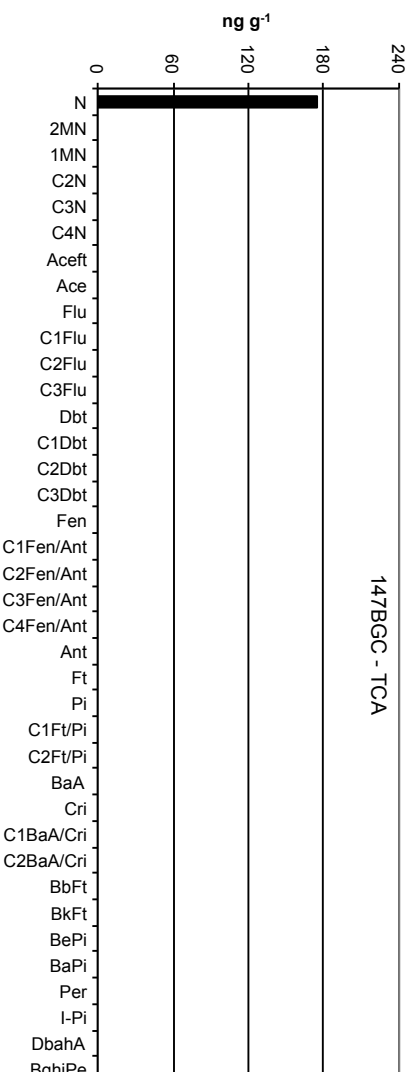 ng g-1
0
60
120
180
240
N
2MN
1MN
C2N
C3N
C4N
Aceft
Ace
Flu
C1Flu
C2Flu
C3Flu
Dbt
C1Dbt
C2Dbt
C3Dbt
Fen
C1Fen/Ant
C2Fen/Ant
C3Fen/Ant
C4Fen/Ant
Ant
Ft
Pi
C1Ft/Pi
C2Ft/Pi
BaA
Cri
C1BaA/Cri
C2BaA/Cri
BbFt
BkFt
BePi
BaPi
Per
I-Pi
DbahA
BghiPe
147BGC - TCA